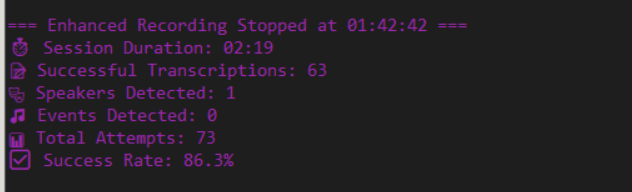 === Enhanced Recording Stopped at 01:42:42 ===
⏱ Session Duration: 02:19
📝 Successful Transcriptions: 63
🎭 Speakers Detected: 1
🎵 Events Detected: 0
📊 Total Attempts: 73
☑ Success Rate: 86.3%